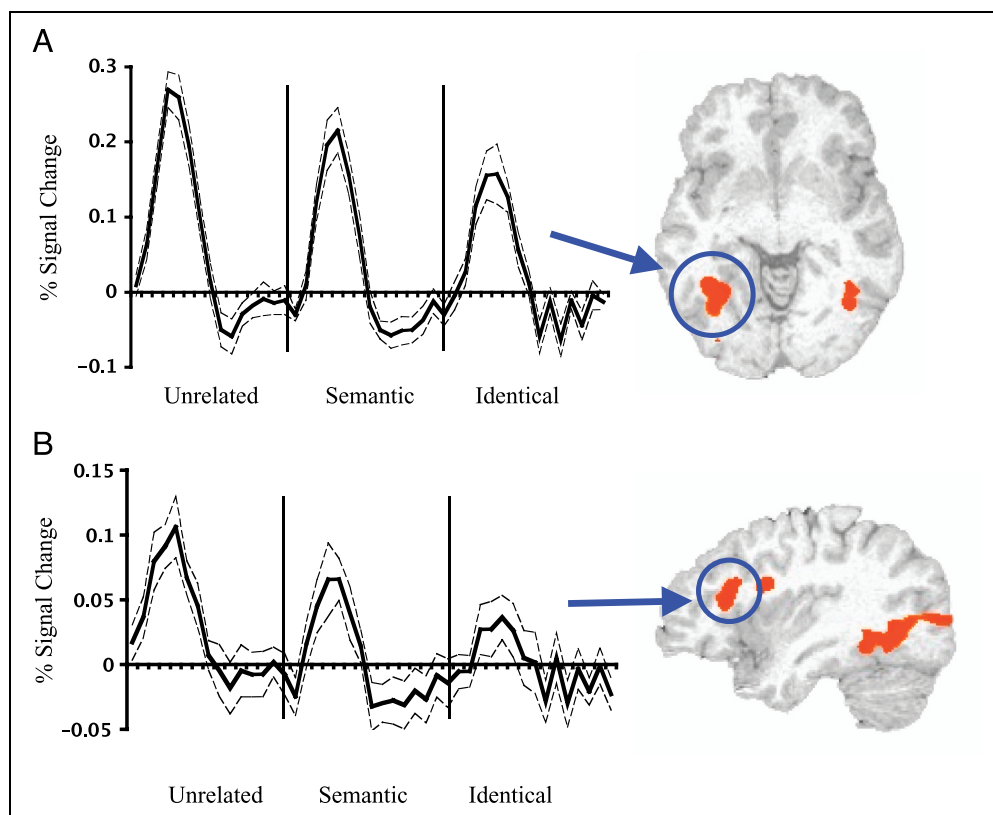 A
0.3
0.2
0.1
0
−0.1
% Signal Change
Unrelated Semantic Identical
B
0.15
0.1
0.05
0
−0.05
% Signal Change
Unrelated Semantic Identical